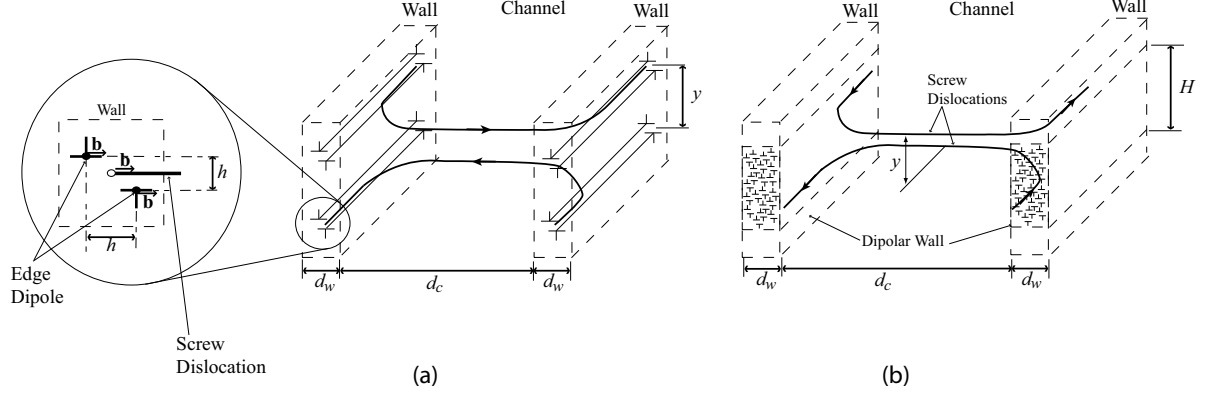 Wall
Channel
Wall
y
Wall
b
b
b
h
h
Edge
Dipole
Screw
Dislocation
d_w
d_c
d_w
(a)
Channel
Wall
Screw
Dislocations
H
y
Dipolar Wall
d_w
d_c
d_w
(b)